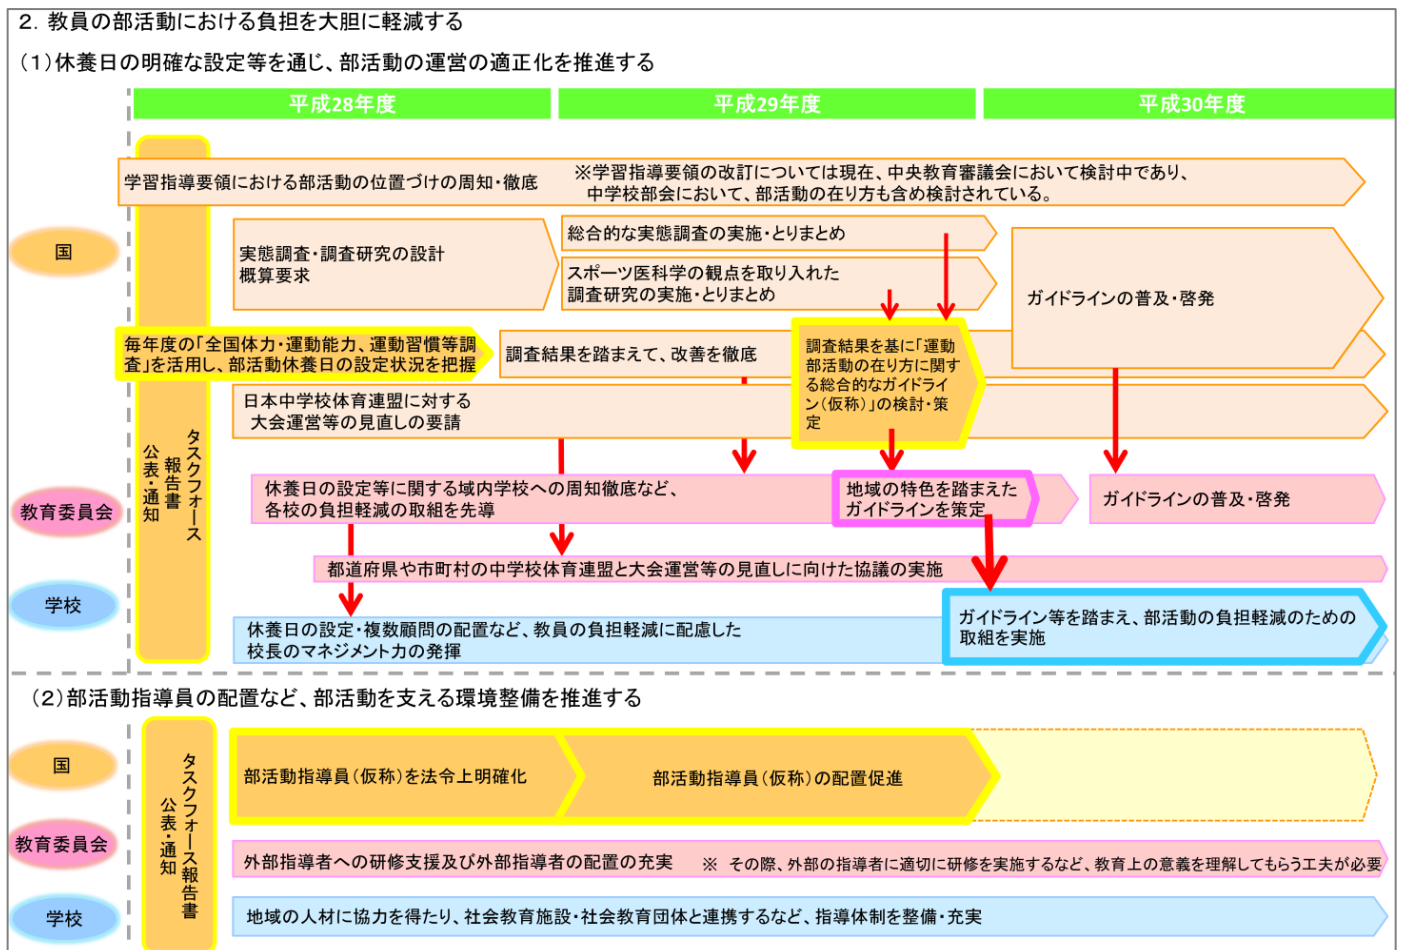 2．教員の部活動における負担を大胆に軽減する
（1）休養日の明確な設定等を通じ、部活動の運営の適正化を推進する
平成28年度
平成29年度
平成30年度
タスクフォース
報告書
公表・通知
学習指導要領における部活動の位置づけの周知・徹底
※学習指導要領の改訂については現在、中央教育審議会において検討中であり、
中学校部会において、部活動の在り方も含め検討されている。
国
実態調査・調査研究の設計
概算要求
総合的な実態調査の実施・とりまとめ
スポーツ医科学の観点を取り入れた
調査研究の実施・とりまとめ
ガイドラインの普及・啓発
毎年度の「全国体力・運動能力、運動習慣等調
査」を活用し、部活動休養日の設定状況を把握
調査結果を踏まえて、改善を徹底
調査結果を基に「運動
部活動の在り方に関す
る総合的なガイドライ
ン（仮称）」の検討・策
定
日本中学校体育連盟に対する
大会運営等の見直しの要請
教育委員会
休養日の設定等に関する域内学校への周知徹底など、
各校の負担軽減の取組を先導
地域の特色を踏まえた
ガイドラインを策定
ガイドラインの普及・啓発
都道府県や市町村の中学校体育連盟と大会運営等の見直しに向けた協議の実施
学校
休養日の設定・複数顧問の配置など、教員の負担軽減に配慮した
校長のマネジメント力の発揮
ガイドライン等を踏まえ、部活動の負担軽減のための
取組を実施
（2）部活動指導員の配置など、部活動を支える環境整備を推進する
タスクフォース報告書
公表・通知
国
部活動指導員（仮称）を法令上明確化
部活動指導員（仮称）の配置促進
教育委員会
外部指導者への研修支援及び外部指導者の配置の充実
※ その際、外部の指導者に適切に研修を実施するなど、教育上の意義を理解してもらう工夫が必要
学校
地域の人材に協力を得たり、社会教育施設・社会教育団体と連携するなど、指導体制を整備・充実